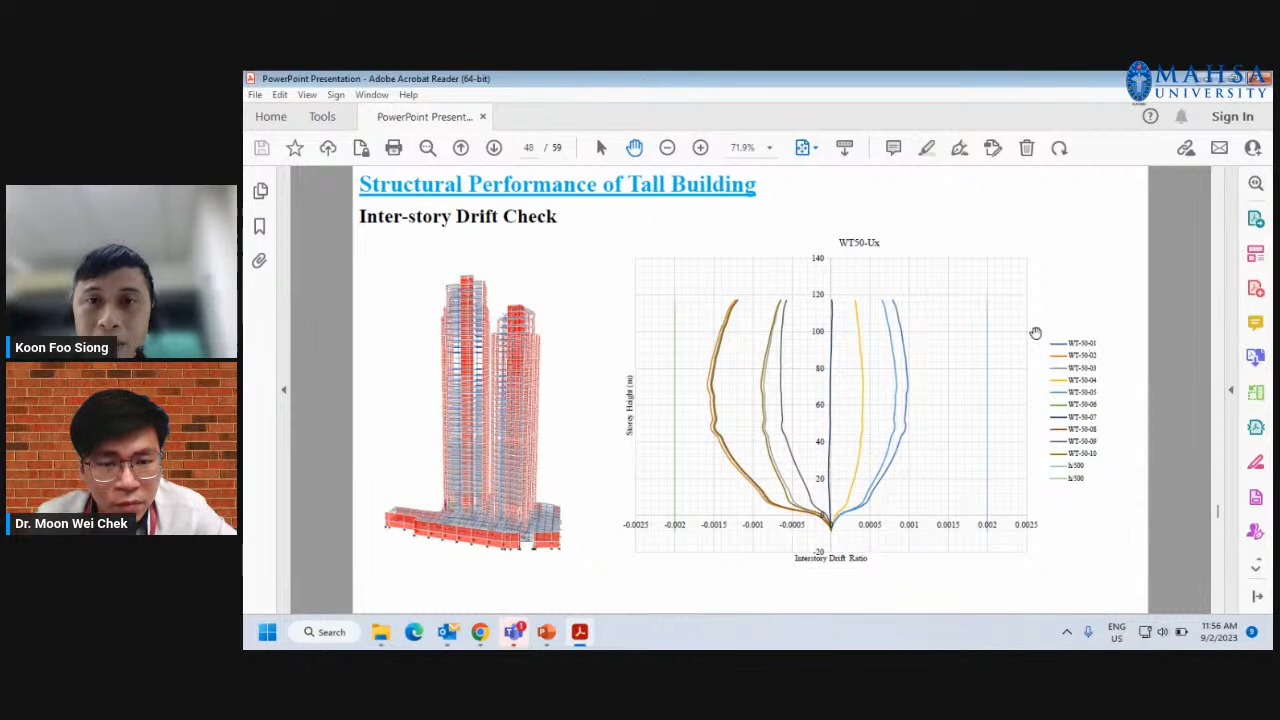 MAHSA
UNIVERSITY
PowerPoint Presentation - Adobe Acrobat Reader (64-bit)
File Edit View Sign Window Help
Home Tools PowerPoint Present... × Sign In
48 / 59 71.9%
Structural Performance of Tall Building
Inter-story Drift Check
WT50-Ux
140
120
100
80
60
40
20
-20
Storey Height (m)
-0.0025 -0.002 -0.0015 -0.001 -0.0005 0 0.0005 0.001 0.0015 0.002 0.0025
Interstory Drift Ratio
WT-50-01
WT-50-02
WT-50-03
WT-50-04
WT-50-05
WT-50-06
WT-50-07
WT-50-08
WT-50-09
WT-50-10
h/500
h/500
Koon Foo Siong
Dr. Moon Wei Chek
Search
ENG
US
11:56 AM
9/2/2023